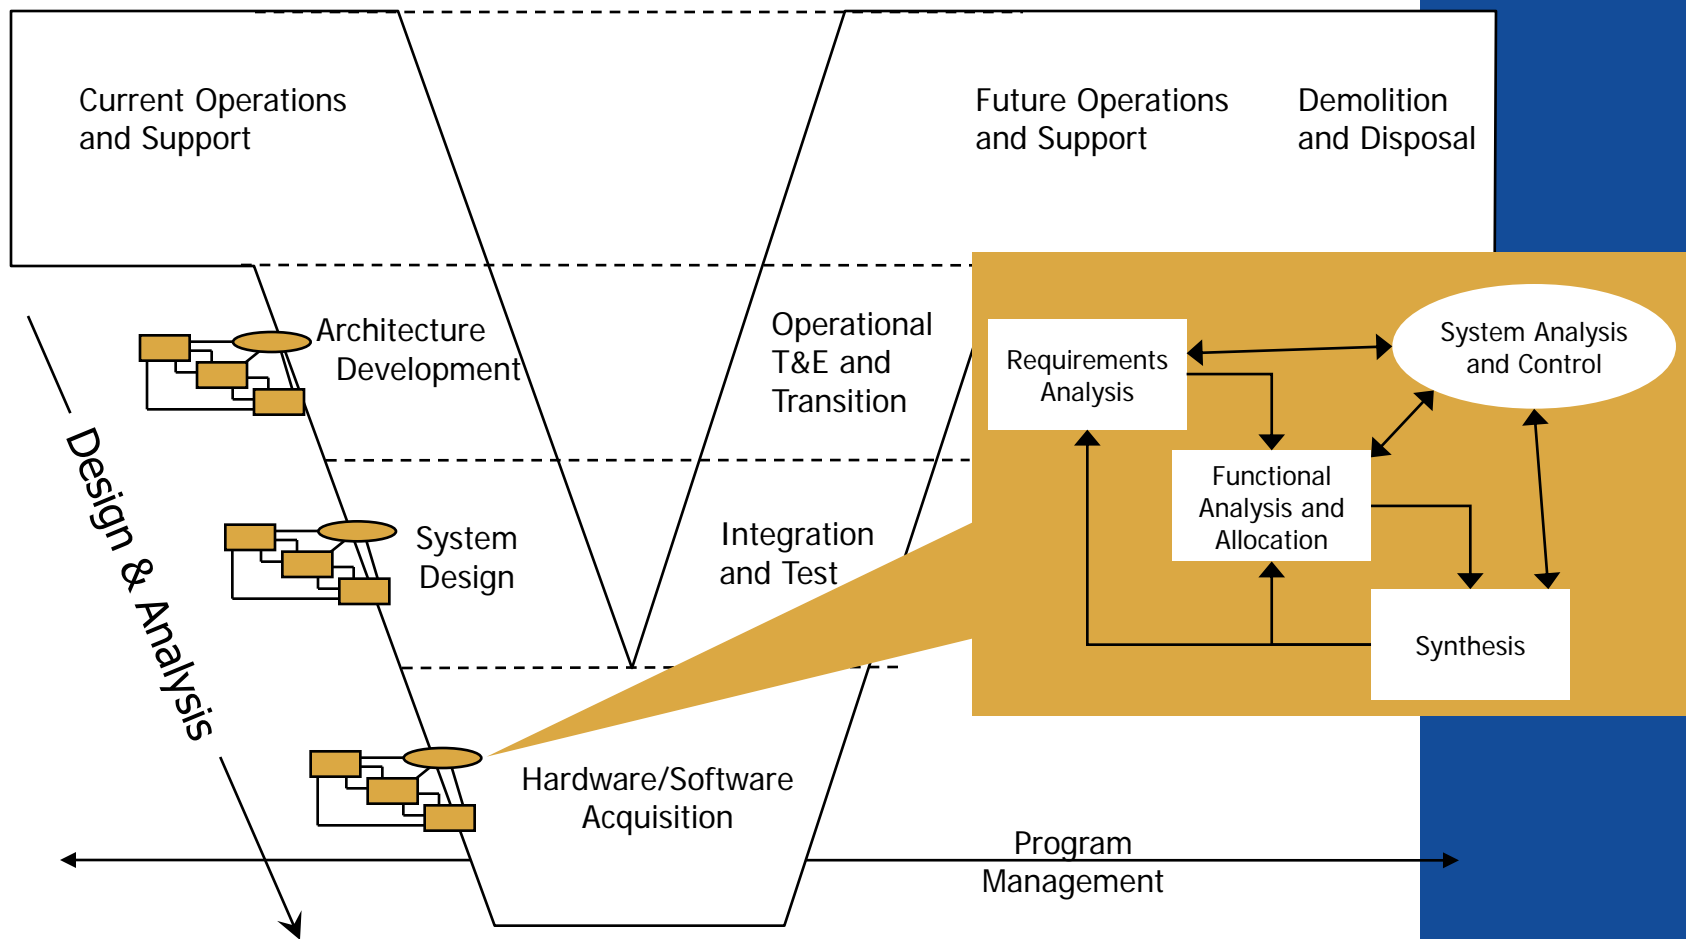 Current Operations
and Support
Future Operations
and Support
Demolition
and Disposal
Architecture
Development
Operational
T&E and
Transition
Requirements
Analysis
System Analysis
and Control
Functional
Analysis and
Allocation
Synthesis
System
Design
Integration
and Test
Design & Analysis
Hardware/Software
Acquisition
Program
Management